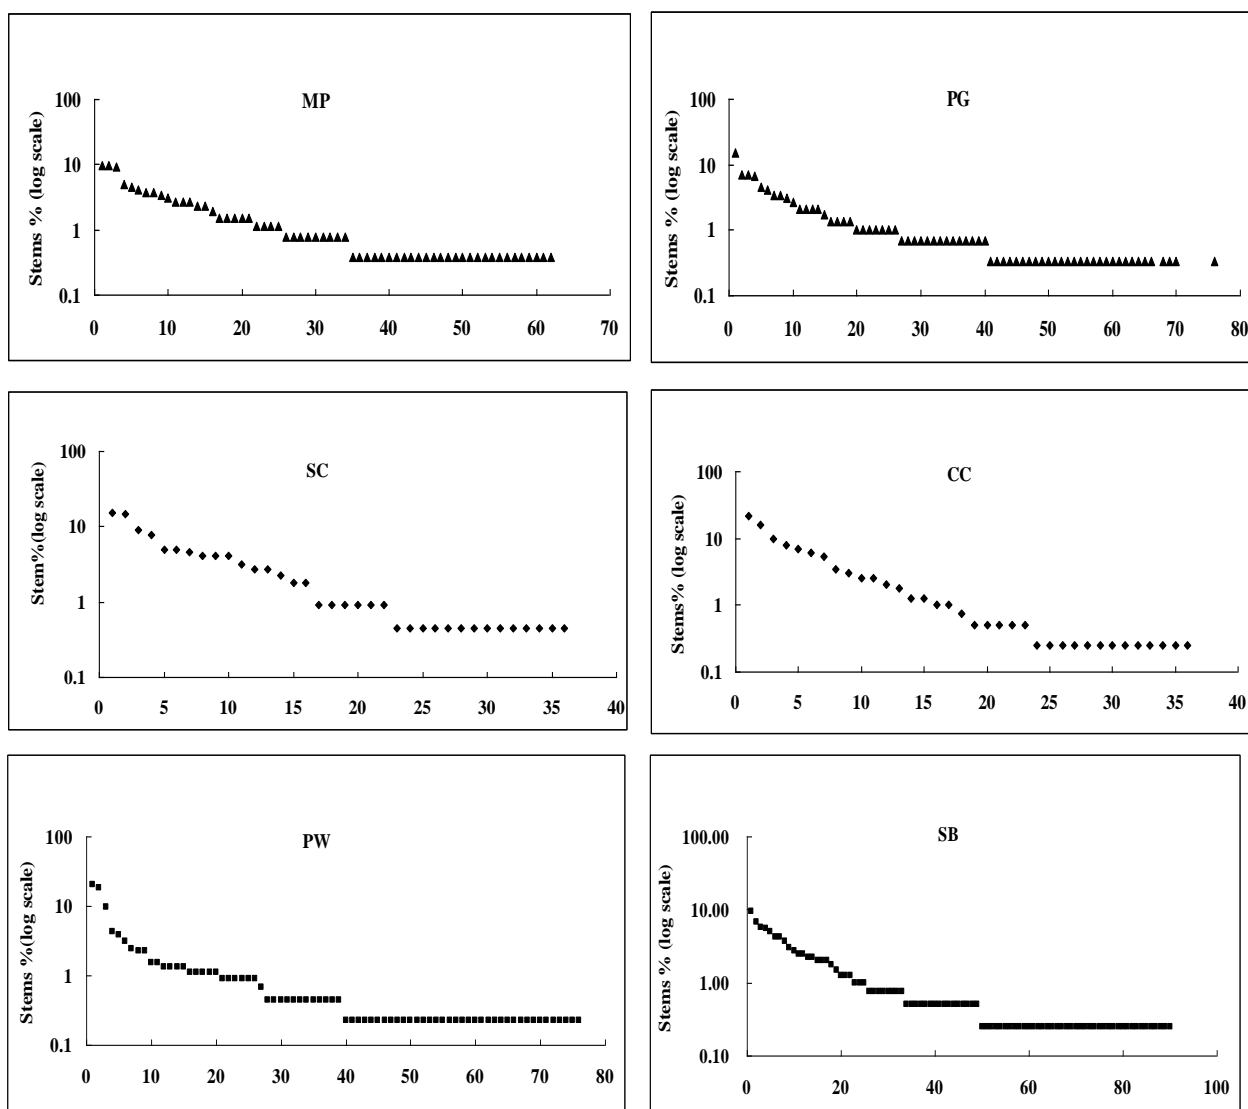 MP
Stems % (log scale)
100
10
1
0.1
0 10 20 30 40 50 60 70
PG
Stems % (log scale)
100
10
1
0.1
0 10 20 30 40 50 60 70 80
SC
Stem%(log scale)
100
10
1
0.1
0 5 10 15 20 25 30 35 40
CC
Stems% (log scale)
100
10
1
0.1
0 5 10 15 20 25 30 35 40
PW
Stems %(log scale)
100
10
1
0.1
0 10 20 30 40 50 60 70 80
SB
Stems % (log scale)
100.00
10.00
1.00
0.10
0 20 40 60 80 100